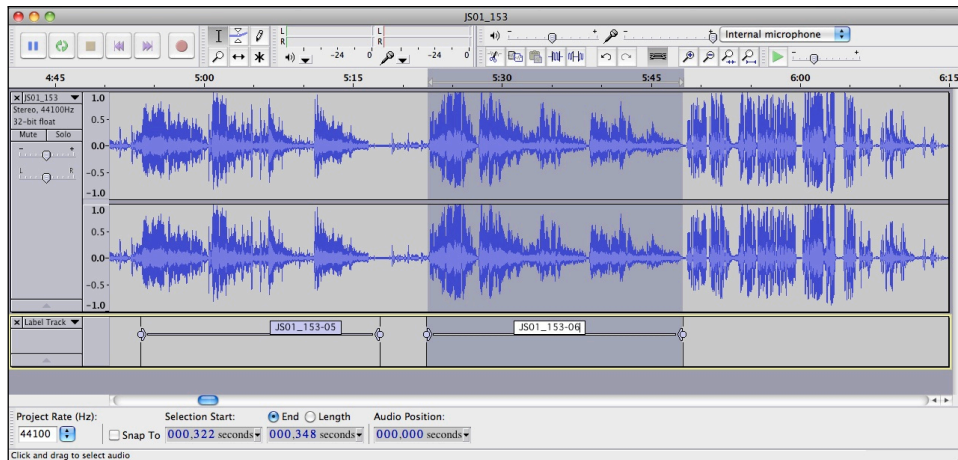 JS01_153
L
R
-24 0
L
R
-24 0
Internal microphone
4:45 5:00 5:15 5:30 5:45 6:00 6:15
JS01_153
Stereo, 44100Hz
32-bit float
Mute Solo
- +
L R
1.0
0.5-
0.0-
-0.5-
-1.0
1.0
0.5-
0.0-
-0.5-
-1.0
Label Track
JS01_153-05
JS01_153-06
Project Rate (Hz): Selection Start: End Length Audio Position:
44100 Snap To 000,322 seconds 000,348 seconds 000,000 seconds
Click and drag to select audio